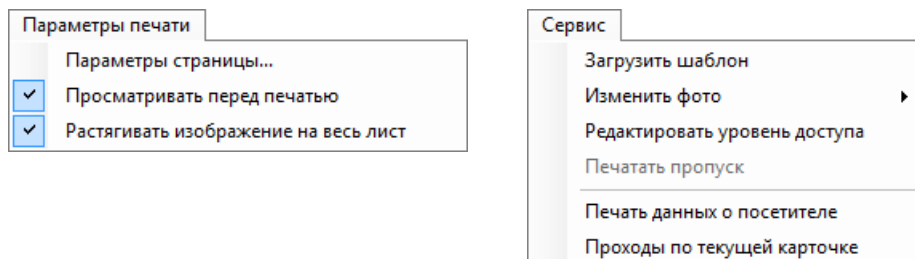 Параметры печати
Параметры страницы...
Просматривать перед печатью
Растягивать изображение на весь лист
Сервис
Загрузить шаблон
Изменить фото
Редактировать уровень доступа
Печатать пропуск
Печать данных о посетителе
Проходы по текущей карточке